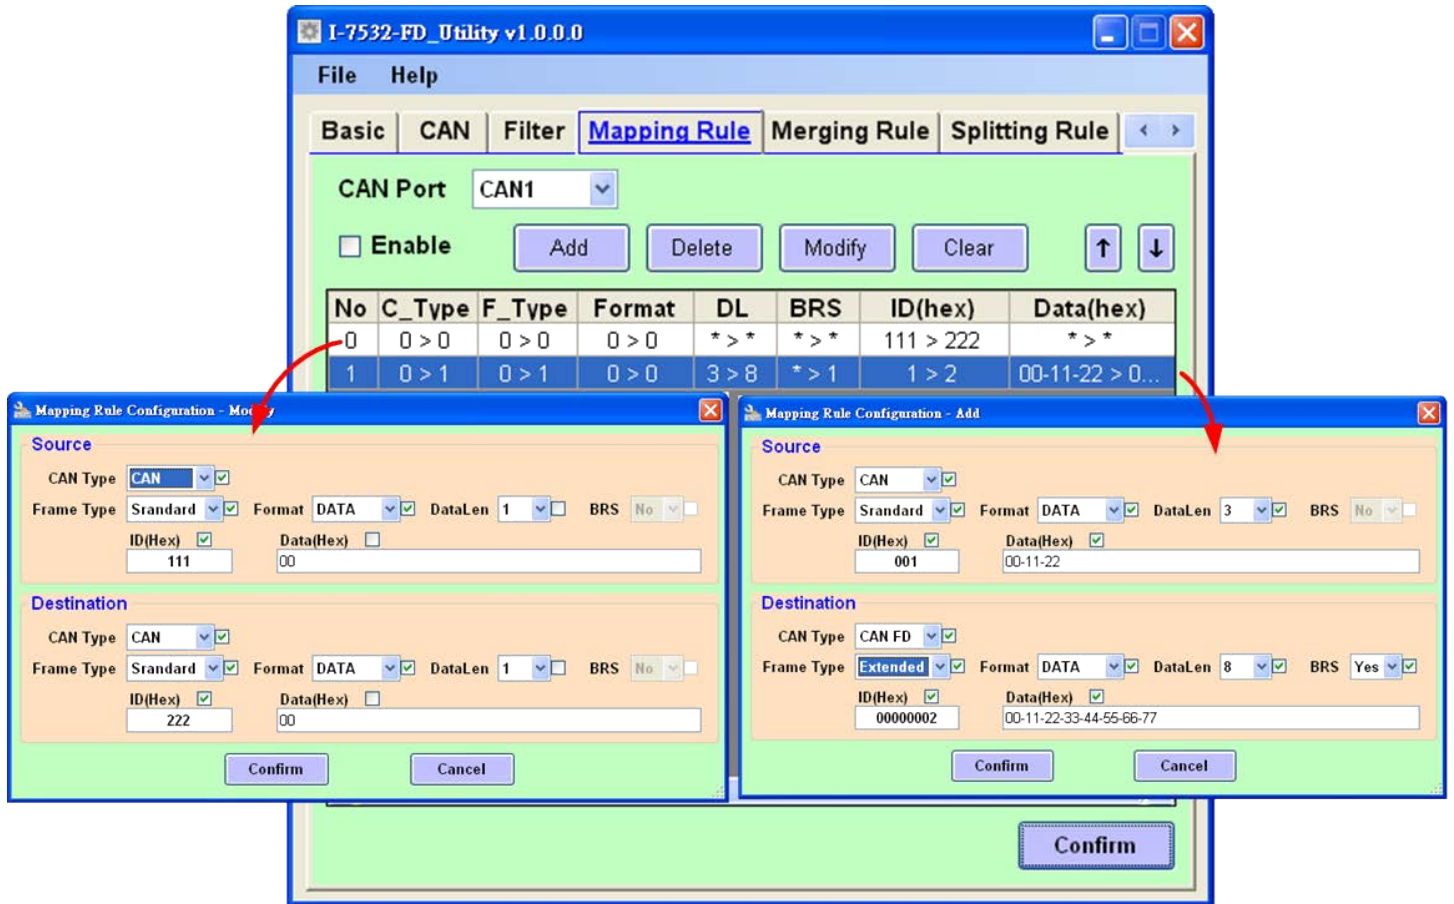 I-7532-FD_Utility v1.0.0.0
File Help
Basic CAN Filter Mapping Rule Merging Rule Splitting Rule
CAN Port CAN1
Enable Add Delete Modify Clear ↑ ↓
No C_Type F_Type Format DL BRS ID(hex) Data(hex)
0 0 > 0 0 > 0 0 > 0 * > * * > * 111 > 222 * > *
1 0 > 1 0 > 1 0 > 0 3 > 8 * > 1 1 > 2 00-11-22 > 0...
Mapping Rule Configuration - Modify
Source
CAN Type CAN
Frame Type Srandard Format DATA DataLen 1 BRS No
ID(Hex) Data(Hex)
111 00
Destination
CAN Type CAN
Frame Type Srandard Format DATA DataLen 1 BRS No
ID(Hex) Data(Hex)
222 00
Confirm Cancel
Mapping Rule Configuration - Add
Source
CAN Type CAN
Frame Type Srandard Format DATA DataLen 3 BRS No
ID(Hex) Data(Hex)
001 00-11-22
Destination
CAN Type CAN FD
Frame Type Extended Format DATA DataLen 8 BRS Yes
ID(Hex) Data(Hex)
00000002 00-11-22-33-44-55-66-77
Confirm Cancel
Confirm